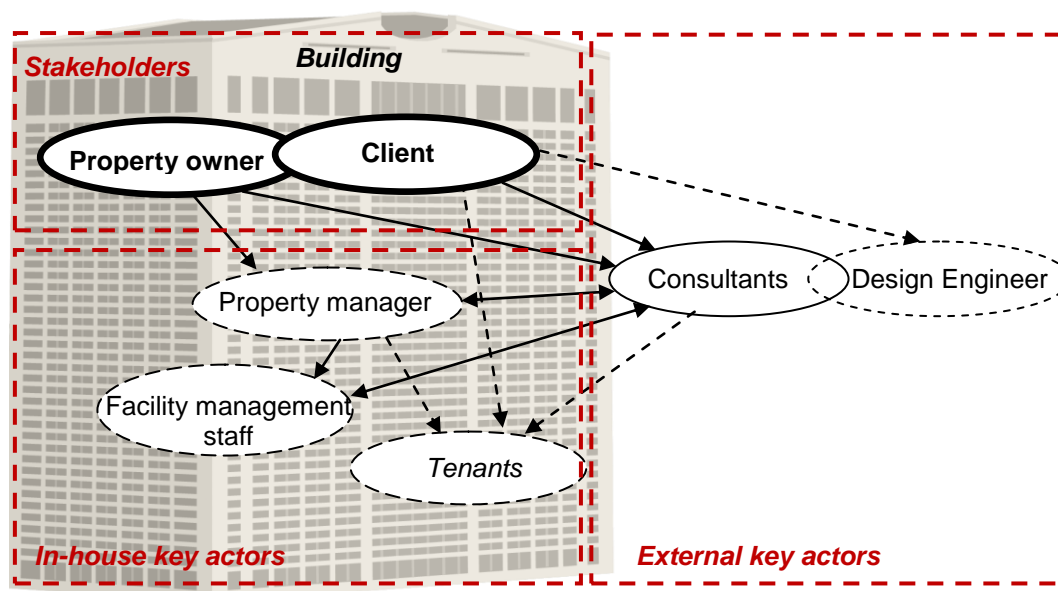 Building
Stakeholders
Property owner
Client
Consultants
Design Engineer
Property manager
Facility management
staff
Tenants
In-house key actors
External key actors